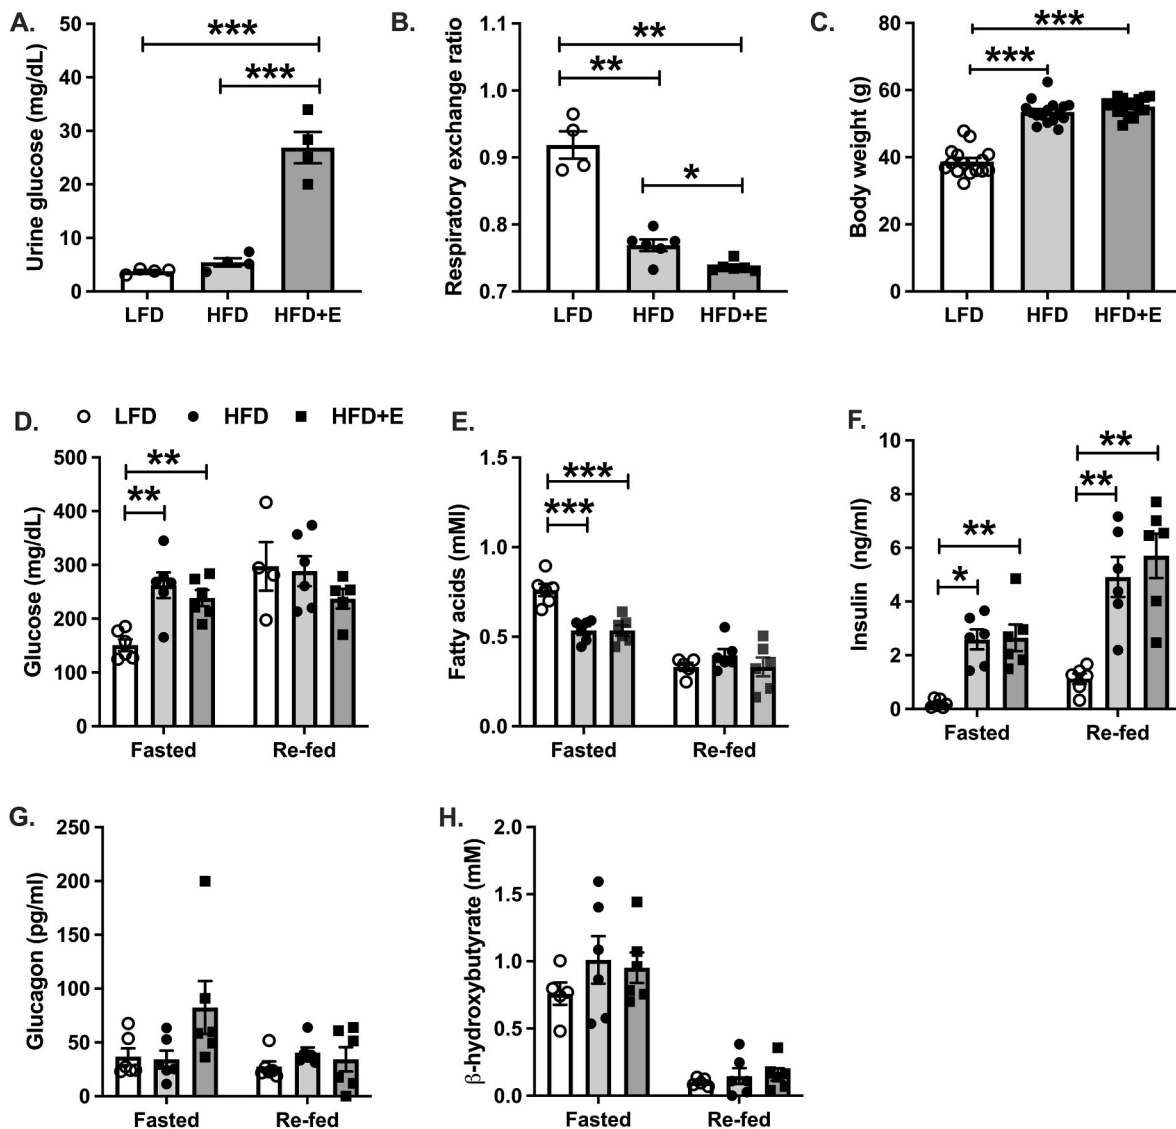 A.
Urine glucose (mg/dL)
50
40
30
20
10
0
***
***
LFD HFD HFD+E
B.
Respiratory exchange ratio
1.1
1.0
0.9
0.8
0.7
**
**
*
LFD HFD HFD+E
C.
Body weight (g)
80
60
40
20
0
***
***
LFD HFD HFD+E
LFD HFD HFD+E
D.
Glucose (mg/dL)
500
400
300
200
100
0
**
**
Fasted Re-fed
E.
Fatty acids (mMl)
1.5
1.0
0.5
0.0
***
***
Fasted Re-fed
F.
Insulin (ng/ml)
10
8
6
4
2
0
**
*
**
**
Fasted Re-fed
G.
Glucagon (pg/ml)
250
200
150
100
50
0
Fasted Re-fed
H.
β-hydroxybutyrate (mM)
2.0
1.5
1.0
0.5
0.0
Fasted Re-fed